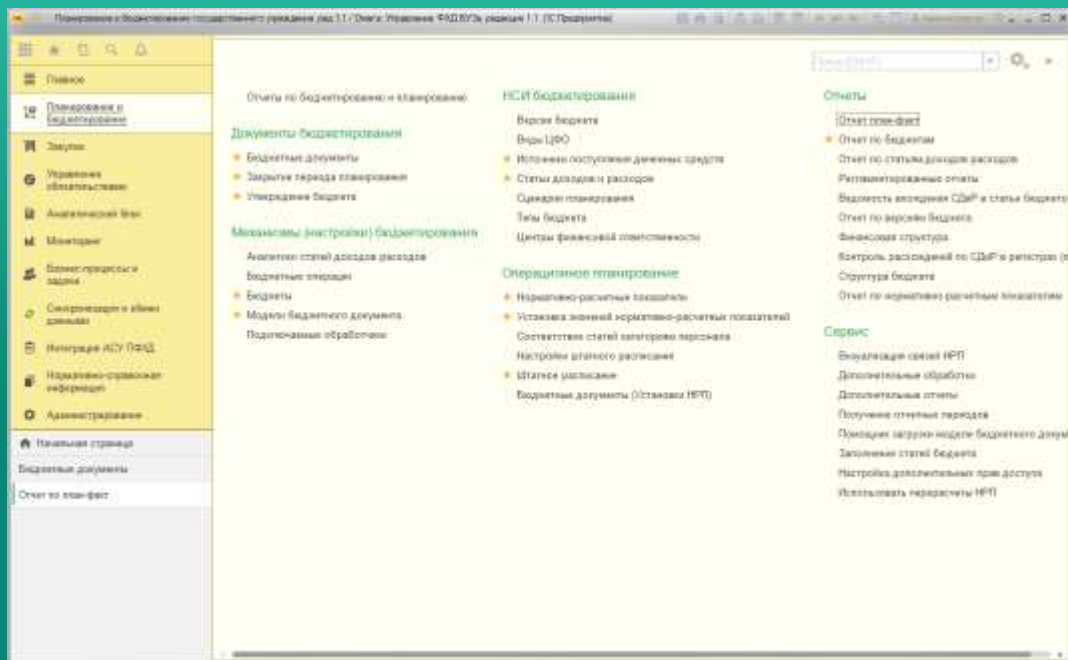 Планирование и бюджетирование государственного учреждения ред 1.1 / Омега: Управление ФХД ВУЗа, редакция 1.1 (1С:Предприятие)
Главное
Планирование и
бюджетирование
Закупки
Управление
обязательствами
Аналитический блок
Мониторинг
Бизнес-процессы и
задачи
Синхронизация и обмен
данными
Интеграция АСУ ПФХД
Нормативно-справочная
информация
Администрирование
Начальная страница
Бюджетные документы
Отчет по план-факт
Отчеты по бюджетированию и планированию
Документы бюджетирования
Бюджетные документы
Закрытие периода планирования
Утверждение бюджета
Механизмы (настройки) бюджетирования
Аналитики статей доходов расходов
Бюджетные операции
Бюджеты
Модели бюджетного документа
Подключаемые обработчики
НСИ бюджетирования
Версии бюджета
Виды ЦФО
Источники поступления денежных средств
Статьи доходов и расходов
Сценарии планирования
Типы бюджета
Центры финансовой ответственности
Операционное планирование
Нормативно-расчетные показатели
Установка значений нормативно-расчетных показателей
Соответствие статей категориям персонала
Настройки штатного расписания
Штатное расписание
Бюджетные документы (Установки НРП)
Отчеты
Отчет план-факт
Отчет по бюджетам
Отчет по статьям доходов расходов
Регламентированные отчеты
Ведомость вхождения СДиР в статьи бюджета
Отчет по версиям бюджета
Финансовая структура
Контроль расхождений по СДиР в регистрах
Структура бюджета
Отчет по нормативно-расчетным показателям
Сервис
Визуализация связей НРП
Дополнительные обработки
Дополнительные отчеты
Получение отчетных периодов
Помощник загрузки модели бюджетного докум
Заполнение статей бюджета
Настройка дополнительных прав доступа
Использовать перерасчеты НРП